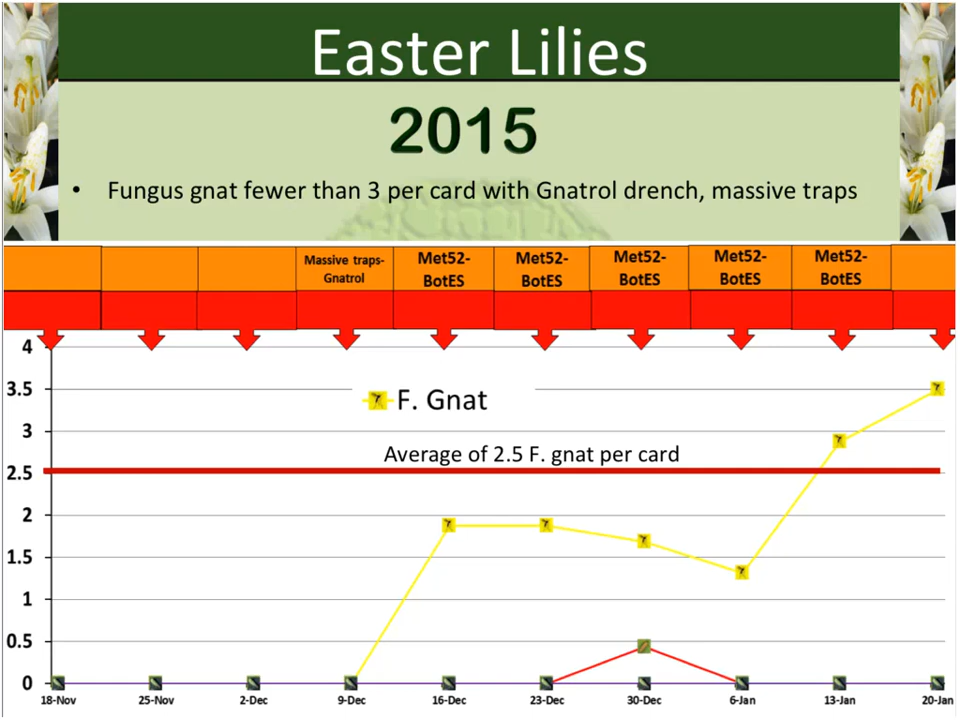 Easter Lilies
2015
• Fungus gnat fewer than 3 per card with Gnatrol drench, massive traps
Massive traps- Met52- Met52- Met52- Met52- Met52-
Gnatrol BotES BotES BotES BotES BotES
4
3.5
F. Gnat
3
Average of 2.5 F. gnat per card
2.5
2
1.5
1
0.5
0
18-Nov 25-Nov 2-Dec 9-Dec 16-Dec 23-Dec 30-Dec 6-Jan 13-Jan 20-Jan